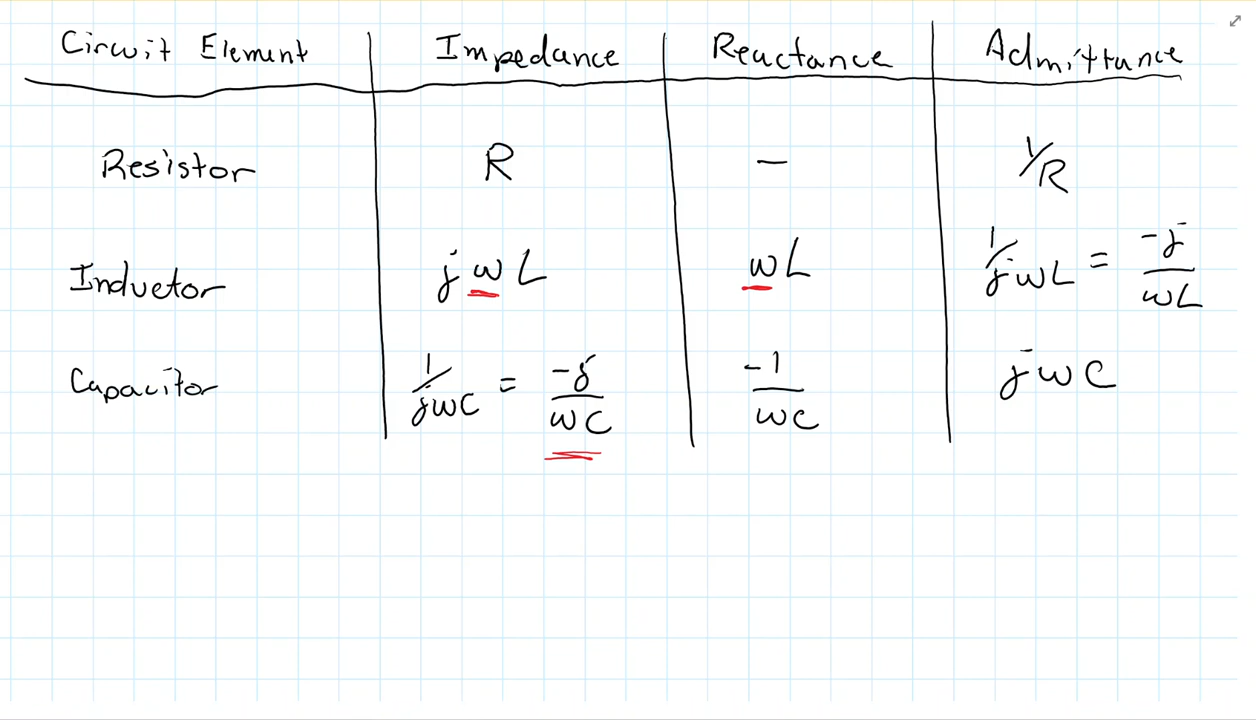 Circuit Element Impedance Reactance Admittance
Resistor R — 1/R
Inductor jωL ωL 1/jωL = -j/ωL
Capacitor 1/jωC = -j/ωC -1/ωC jωC